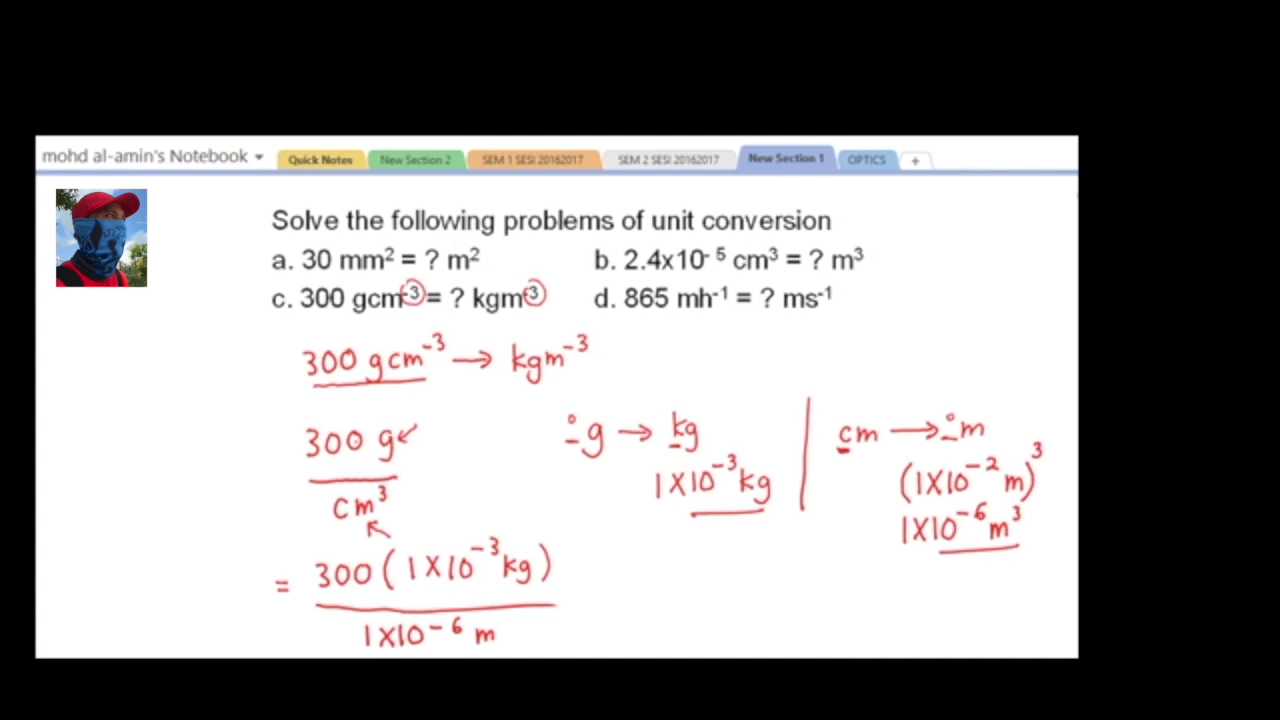 mohd al-amin's Notebook Quick Notes New Section 2 SEM 1 SESI 20162017 SEM 2 SESI 20162017 New Section 1 OPTICS +
Solve the following problems of unit conversion
a. 30 mm² = ? m² b. 2.4x10⁻⁵ cm³ = ? m³
c. 300 gcm⁻³ = ? kgm⁻³ d. 865 mh⁻¹ = ? ms⁻¹
300 gcm⁻³ → kgm⁻³
300 g
cm³
g → kg
1X10⁻³ kg
cm → m
(1X10⁻² m)³
1X10⁻⁶ m³
= 300 (1X10⁻³ kg)
1X10⁻⁶ m